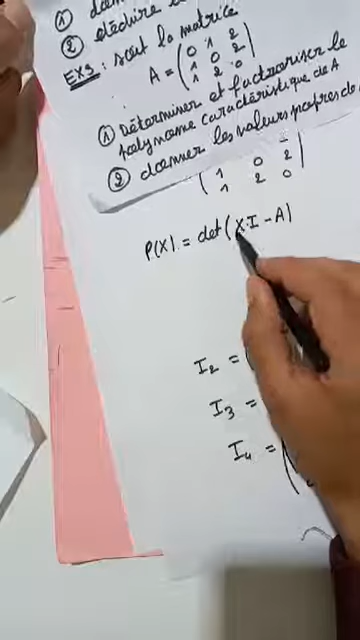 ① donner
② déduire
EX3 : soit la matrice
A = ( 0 1 2
1 0 2
1 2 0 )
① Déterminer et factoriser le
polynome caractéristique de A
② donner les valeurs propres de
1 0 2
1 2 0
P(X) = det(X.I - A)
I₂ =
I₃ =
I₄ =